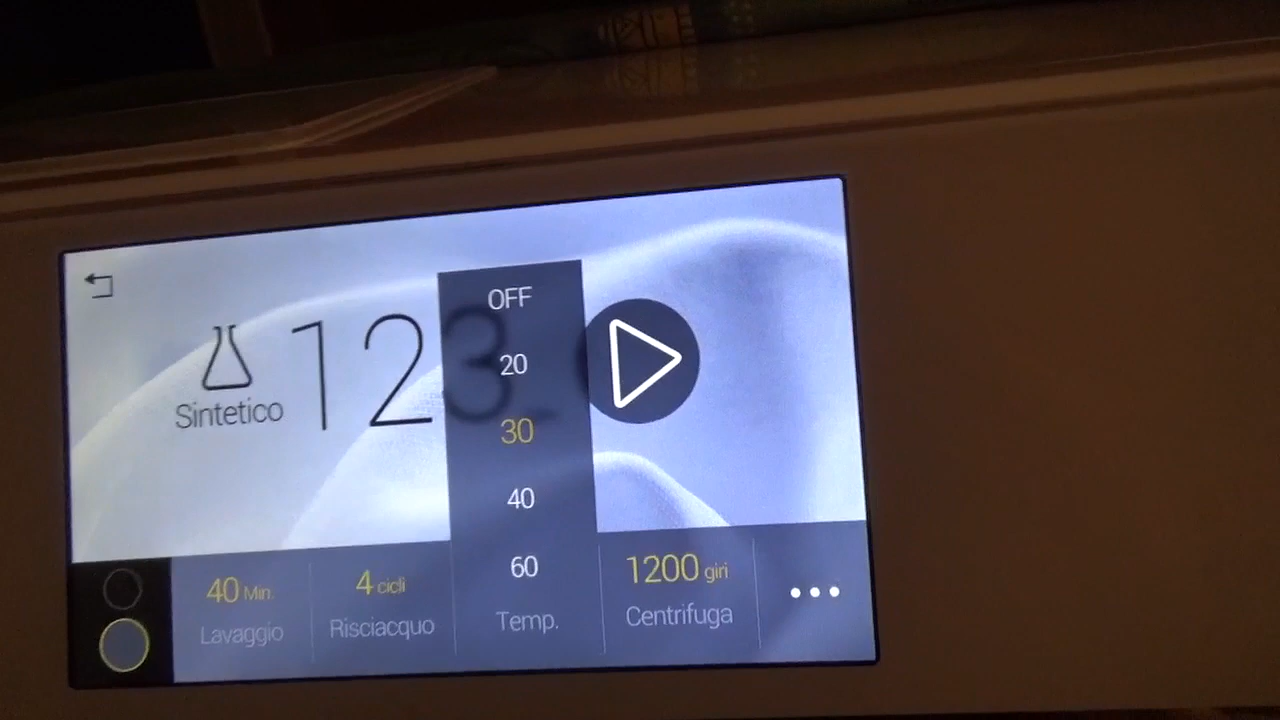 OFF
123
20
Sintetico
30
40
60
40 Min.
4 cicli
1200 giri
Lavaggio
Risciacquo
Temp.
Centrifuga